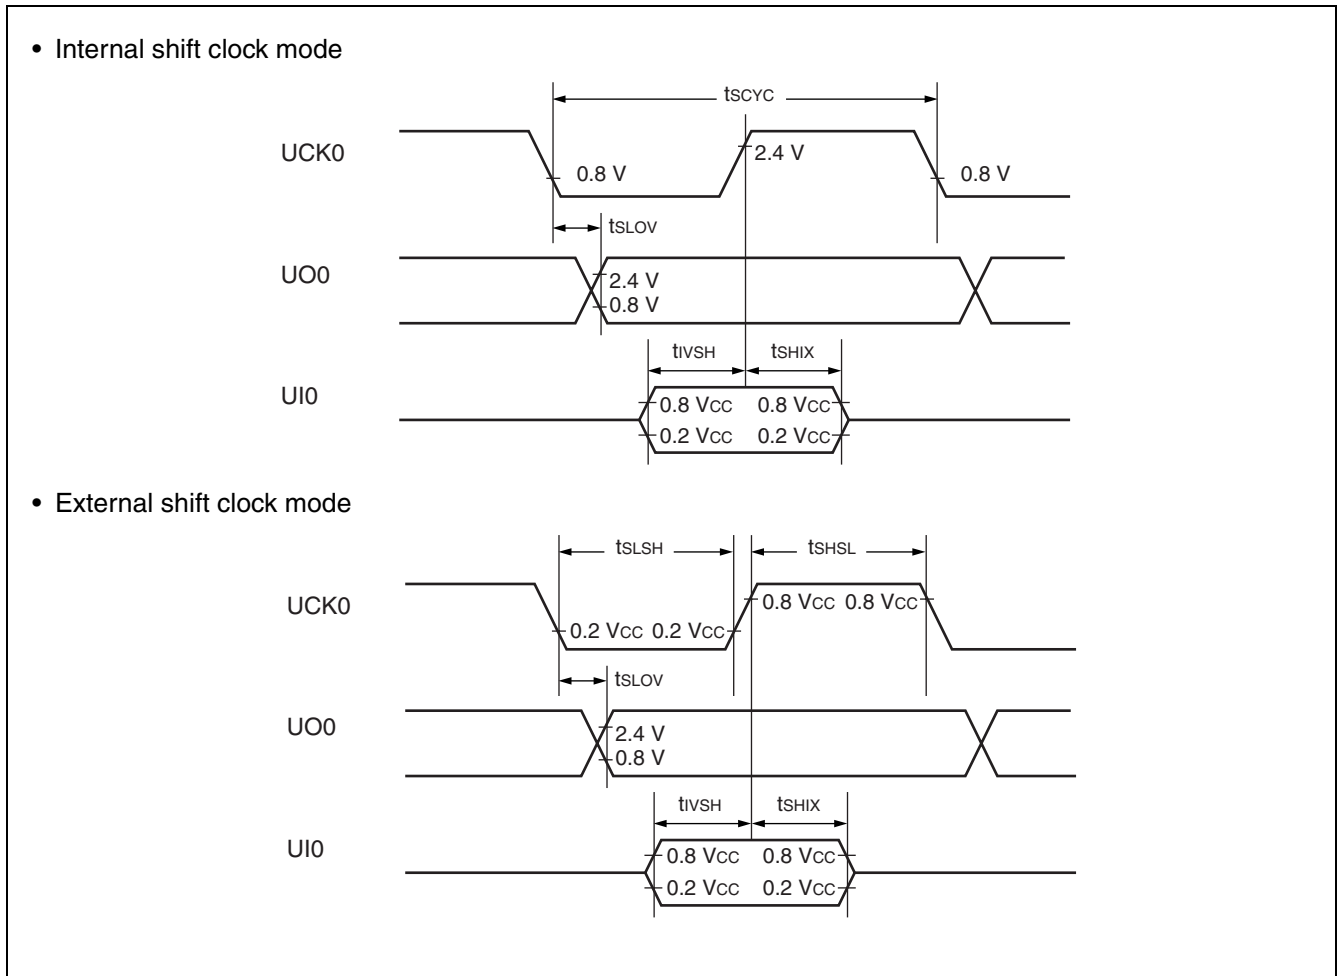 • Internal shift clock mode
tSCYC
UCK0
2.4 V
0.8 V
0.8 V
tSLOV
UO0
2.4 V
0.8 V
tIVSH
tSHIX
UI0
0.8 VCC 0.8 VCC
0.2 VCC 0.2 VCC
• External shift clock mode
tSLSH
tSHSL
UCK0
0.8 VCC 0.8 VCC
0.2 VCC 0.2 VCC
tSLOV
UO0
2.4 V
0.8 V
tIVSH
tSHIX
UI0
0.8 VCC 0.8 VCC
0.2 VCC 0.2 VCC